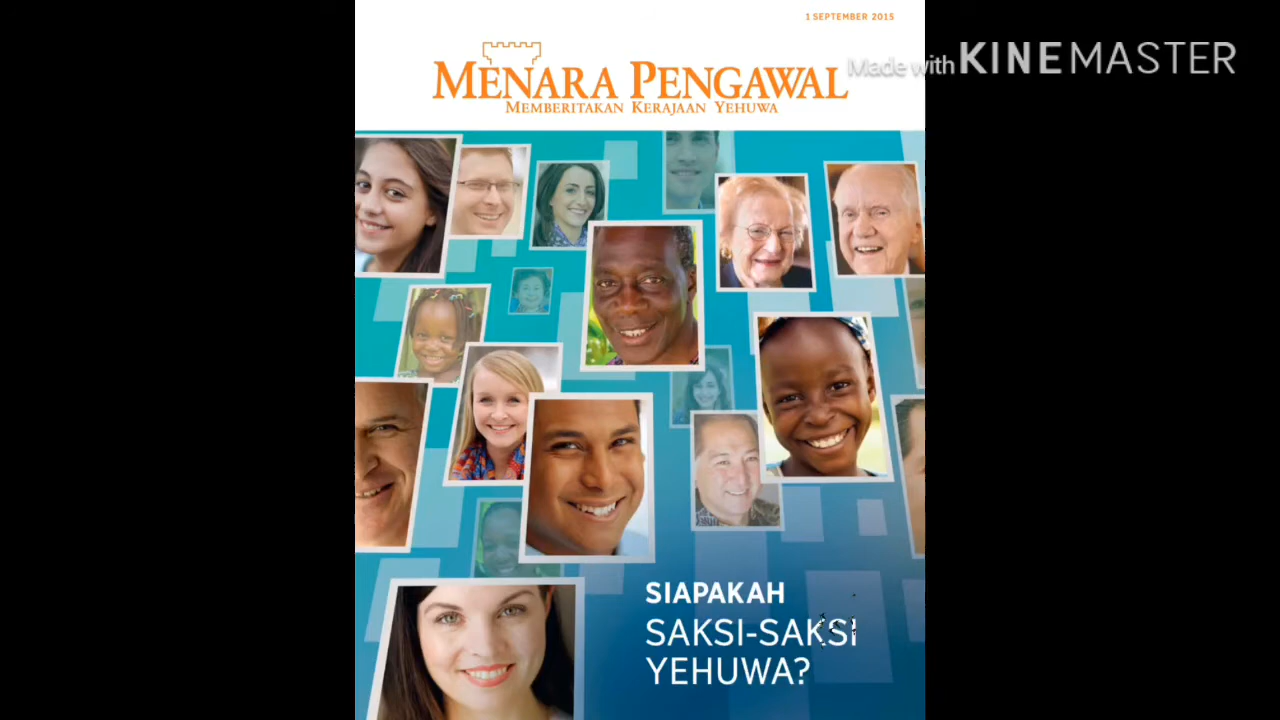 1 SEPTEMBER 2015
Made with KINEMASTER
MENARA PENGAWAL
MEMBERITAKAN KERAJAAN YEHUWA
SIAPAKAH
SAKSI-SAKSI
YEHUWA?